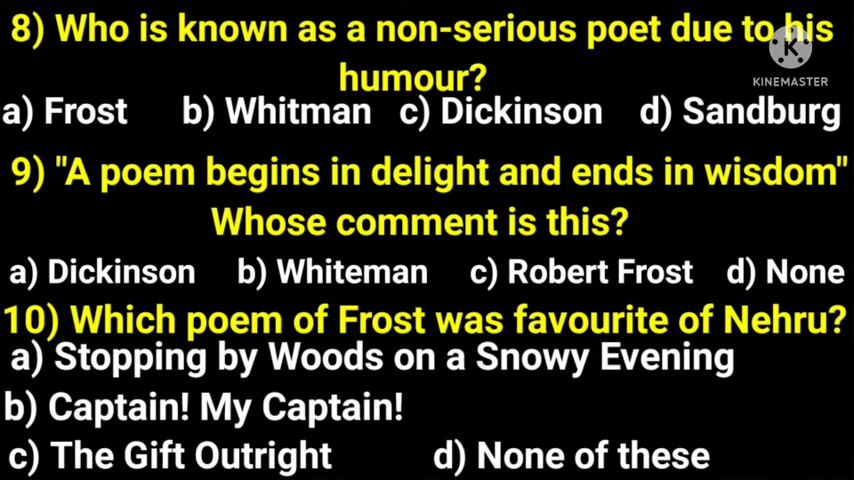 8) Who is known as a non-serious poet due to his
humour?
KINEMASTER
a) Frost b) Whitman c) Dickinson d) Sandburg
9) "A poem begins in delight and ends in wisdom"
Whose comment is this?
a) Dickinson b) Whiteman c) Robert Frost d) None
10) Which poem of Frost was favourite of Nehru?
a) Stopping by Woods on a Snowy Evening
b) Captain! My Captain!
c) The Gift Outright d) None of these